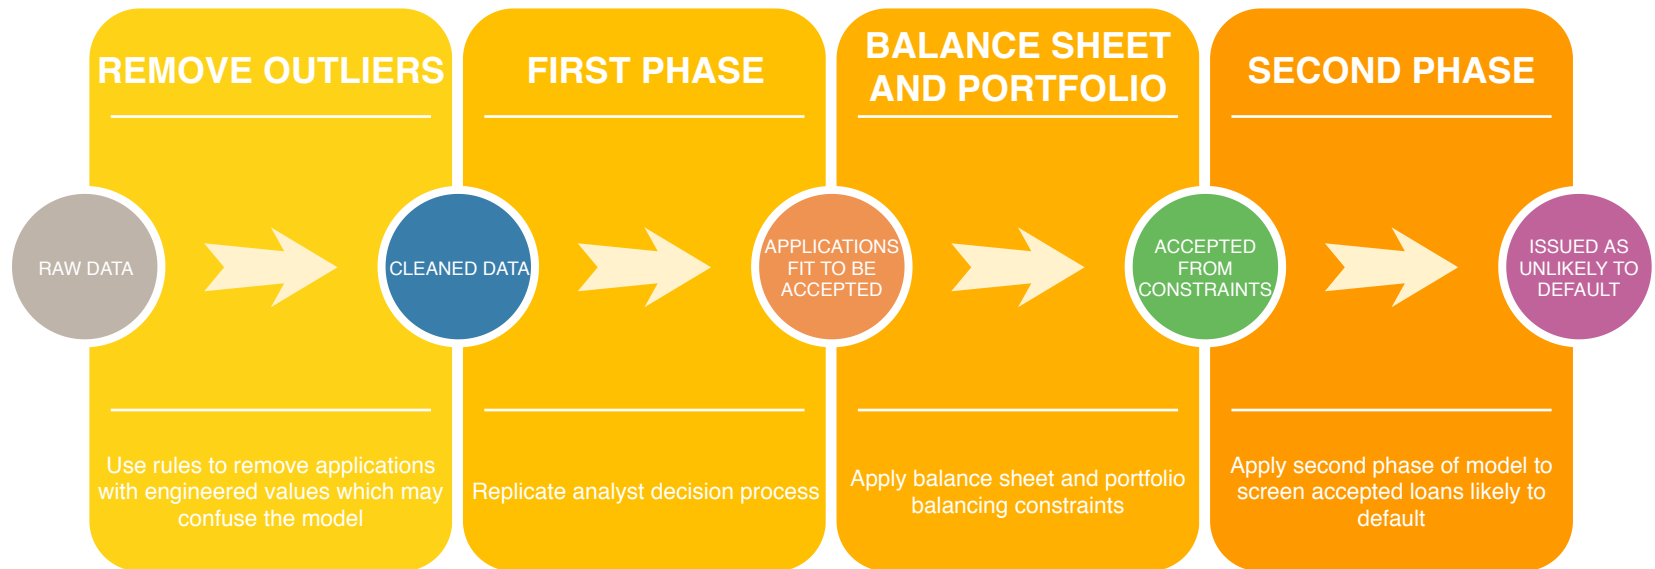 REMOVE OUTLIERS
FIRST PHASE
BALANCE SHEET
AND PORTFOLIO
SECOND PHASE
RAW DATA
CLEANED DATA
APPLICATIONS
FIT TO BE
ACCEPTED
ACCEPTED
FROM
CONSTRAINTS
ISSUED AS
UNLIKELY TO
DEFAULT
Use rules to remove applications
with engineered values which may
confuse the model
Replicate analyst decision process
Apply balance sheet and portfolio
balancing constraints
Apply second phase of model to
screen accepted loans likely to
default